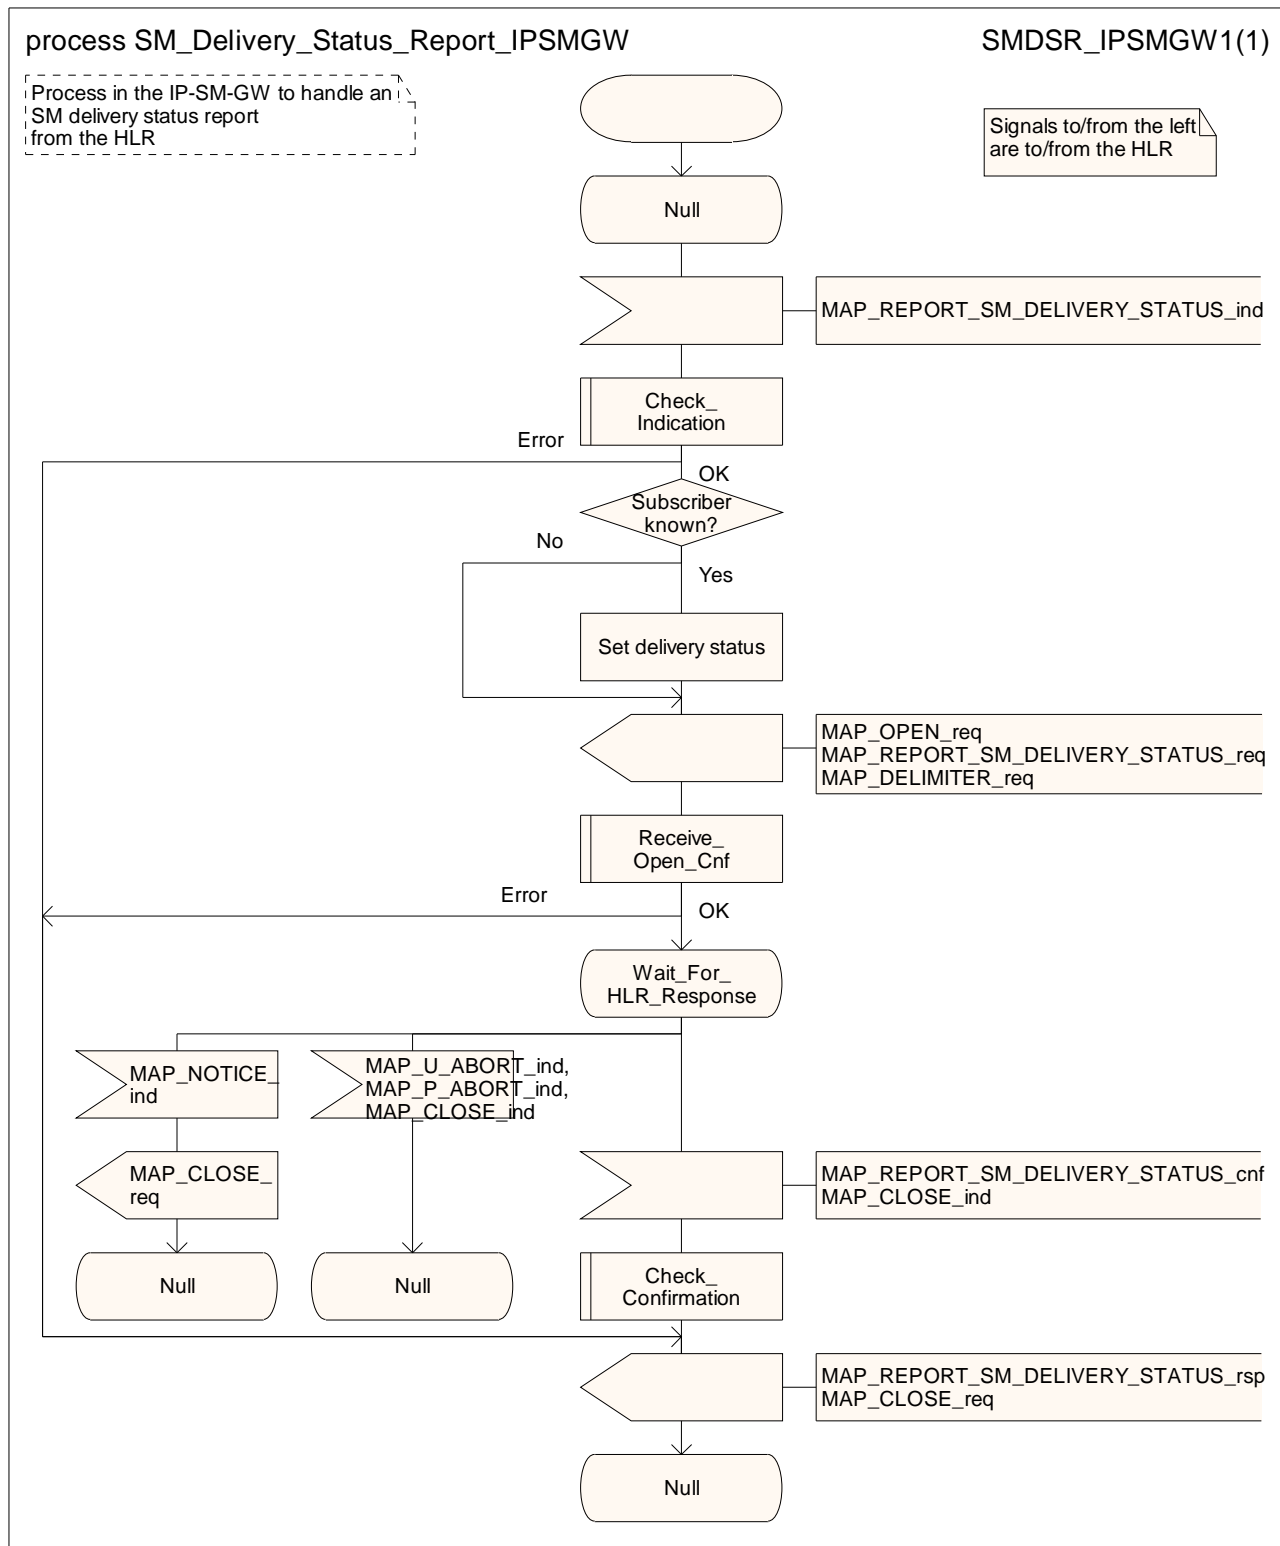 process SM_Delivery_Status_Report_IPSMGW
SMDSR_IPSMGW1(1)
Process in the IP-SM-GW to handle an
SM delivery status report
from the HLR
Signals to/from the left
are to/from the HLR
Null
MAP_REPORT_SM_DELIVERY_STATUS_ind
Check_
Indication
Error
OK
Subscriber
known?
No
Yes
Set delivery status
MAP_OPEN_req
MAP_REPORT_SM_DELIVERY_STATUS_req
MAP_DELIMITER_req
Receive_
Open_Cnf
Error
OK
Wait_For_
HLR_Response
MAP_NOTICE_
ind
MAP_U_ABORT_ind,
MAP_P_ABORT_ind,
MAP_CLOSE_ind
MAP_CLOSE_
req
MAP_REPORT_SM_DELIVERY_STATUS_cnf
MAP_CLOSE_ind
Null
Null
Check_
Confirmation
MAP_REPORT_SM_DELIVERY_STATUS_rsp
MAP_CLOSE_req
Null